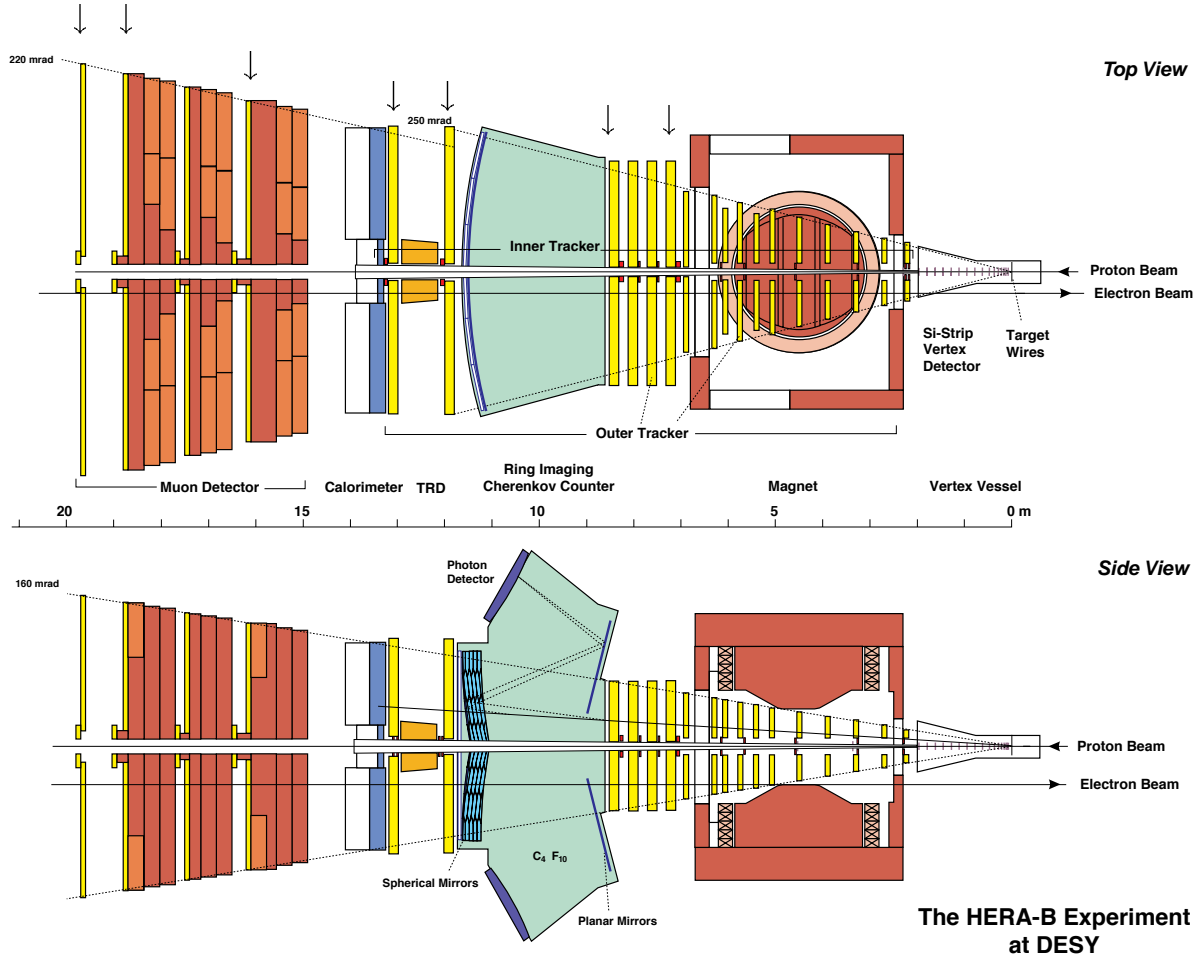 220 mrad
Top View
250 mrad
Inner Tracker
Proton Beam
Electron Beam
Si-Strip
Vertex
Detector
Target
Wires
Outer Tracker
Muon Detector
Calorimeter
TRD
Ring Imaging
Cherenkov Counter
Magnet
Vertex Vessel
20
15
10
5
0 m
160 mrad
Photon
Detector
Side View
Proton Beam
Electron Beam
C4 F10
Spherical Mirrors
Planar Mirrors
The HERA-B Experiment
at DESY